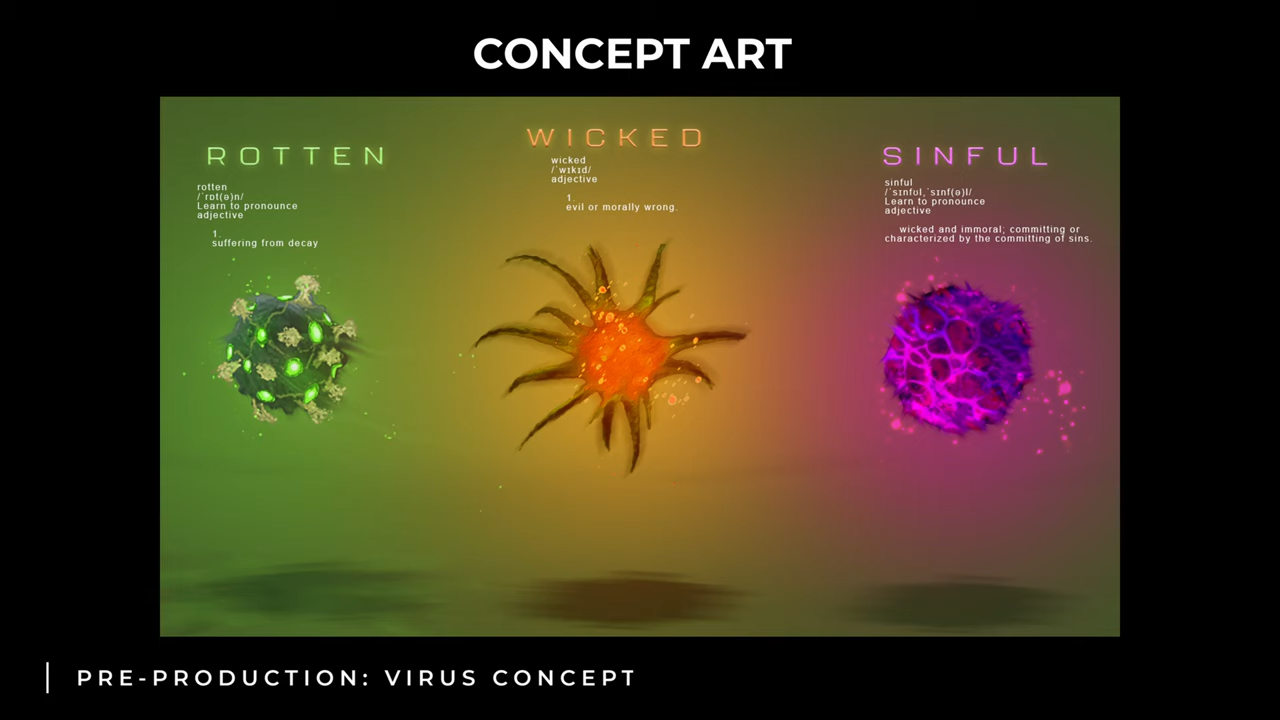 CONCEPT ART
ROTTEN
rotten
/ˈrɒt(ə)n/
Learn to pronounce
adjective
1.
suffering from decay
WICKED
wicked
/ˈwɪkɪd/
adjective
1.
evil or morally wrong.
SINFUL
sinful
/ˈsɪnfʊl,ˈsɪnf(ə)l/
Learn to pronounce
adjective
wicked and immoral; committing or
characterized by the committing of sins.
PRE-PRODUCTION: VIRUS CONCEPT